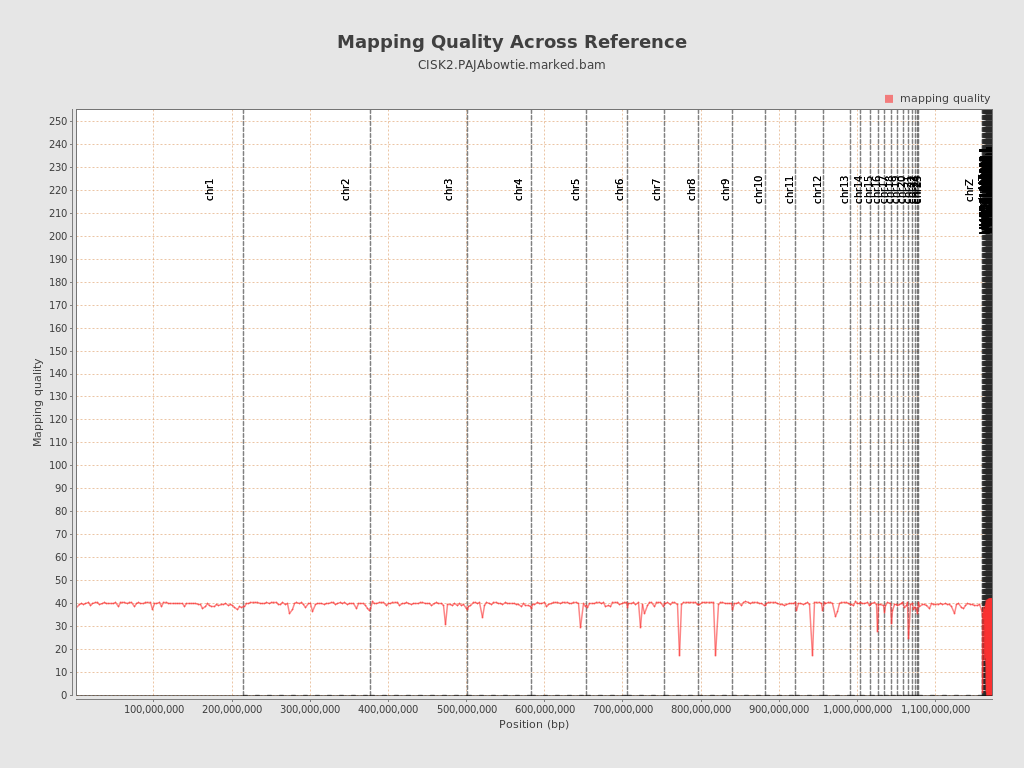 Mapping Quality Across Reference
CISK2.PAJAbowtie.marked.bam
mapping quality
250
240
230
220
210
200
190
180
170
160
150
140
130
120
110
100
90
80
70
60
50
40
30
20
10
0
Mapping quality
chr1
chr2
chr3
chr4
chr5
chr6
chr7
chr8
chr9
chr10
chr11
chr12
chr13
chr14
chr15
chrZ
100,000,000
200,000,000
300,000,000
400,000,000
500,000,000
600,000,000
700,000,000
800,000,000
900,000,000
1,000,000,000
1,100,000,000
Position (bp)